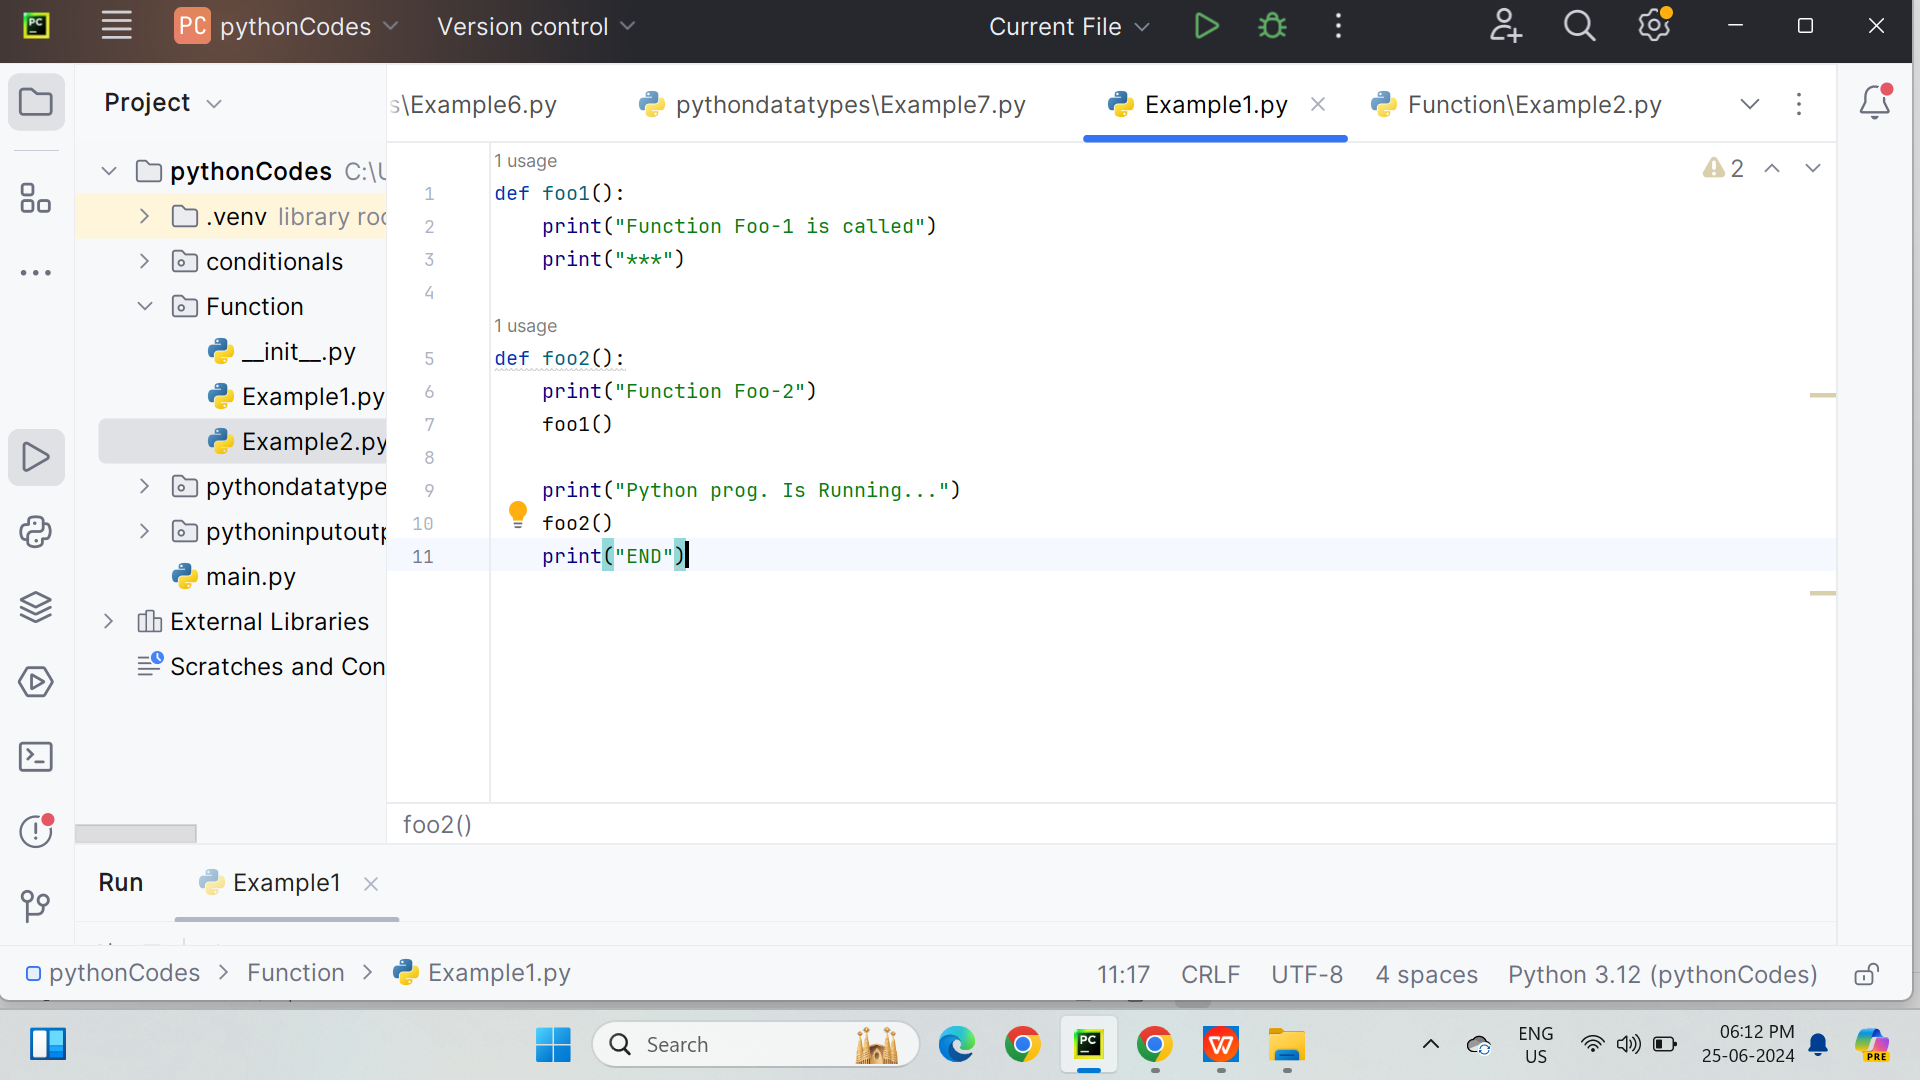 PC
PC pythonCodes
Version control
Current File
Project
s\Example6.py
pythondatatypes\Example7.py
Example1.py
Function\Example2.py
pythonCodes C:\U
.venv library roo
conditionals
Function
__init__.py
Example1.py
Example2.py
pythondatatype
pythoninputoutp
main.py
External Libraries
Scratches and Con
2
1 usage
1 def foo1():
2     print("Function Foo-1 is called")
3     print("***")
4
1 usage
5 def foo2():
6     print("Function Foo-2")
7     foo1()
8
9     print("Python prog. Is Running...")
10     foo2()
11     print("END")
foo2()
Run
Example1
pythonCodes > Function > Example1.py
11:17
CRLF
UTF-8
4 spaces
Python 3.12 (pythonCodes)
Search
PC
ENG
US
06:12 PM
25-06-2024
PRE